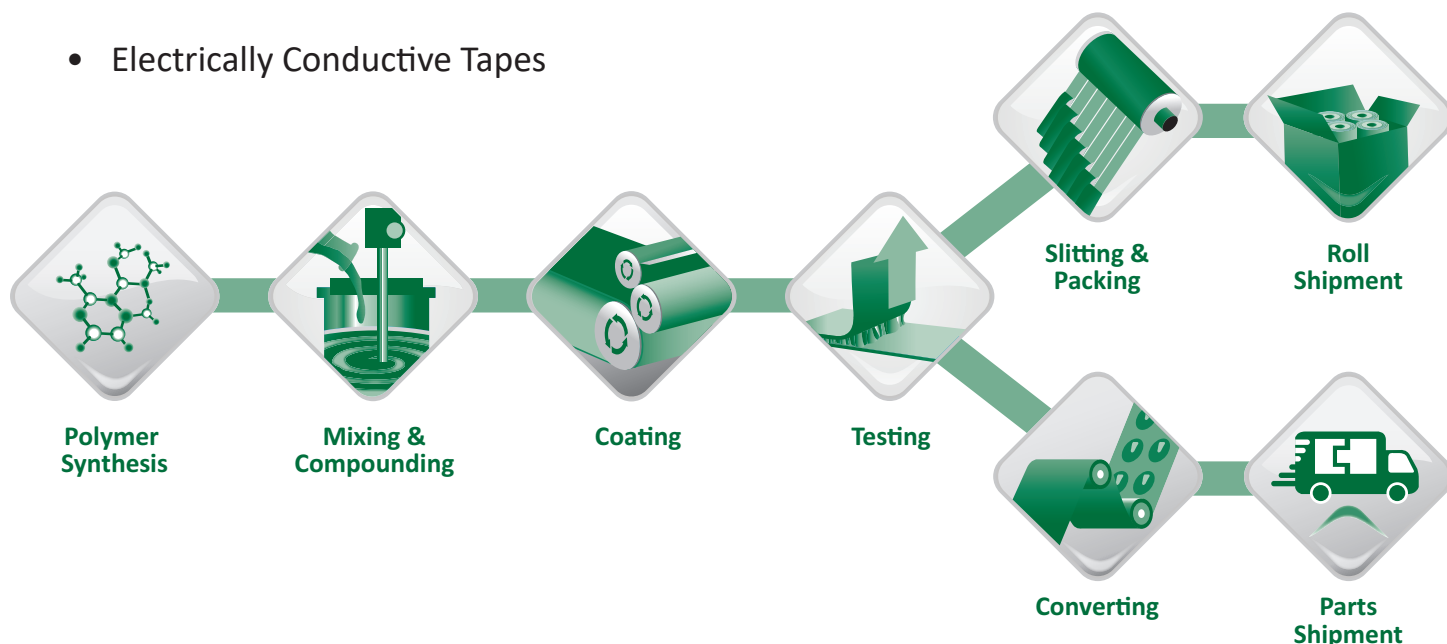 • Electrically Conductive Tapes
Slitting &
Packing
Roll
Shipment
Polymer
Synthesis
Mixing &
Compounding
Coating
Testing
Converting
Parts
Shipment